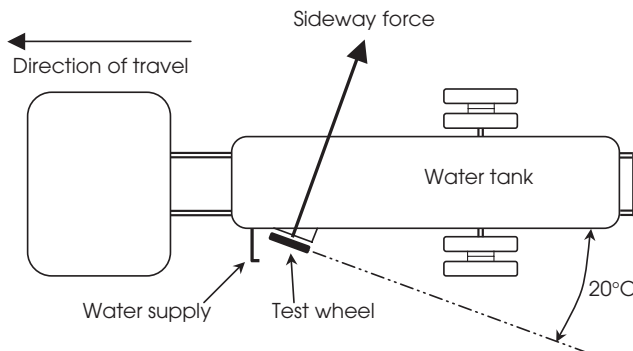 Sideway force
Direction of travel
Water tank
20°C
Water supply
Test wheel